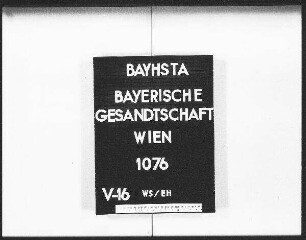 BAYHSTA
BAYERISCHE
GESANDTSCHAFT
WIEN
1076
V-16 WS/EH